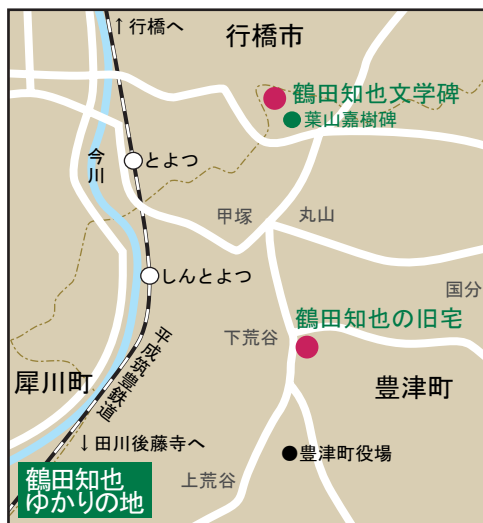 ↑行橋へ
行橋市
鶴田知也文学碑
葉山嘉樹碑
今川
とよつ
甲塚
丸山
しんとよつ
国分
鶴田知也の旧宅
下荒谷
平成筑豊鉄道
犀川町
豊津町
↓田川後藤寺へ
豊津町役場
上荒谷
鶴田知也
ゆかりの地